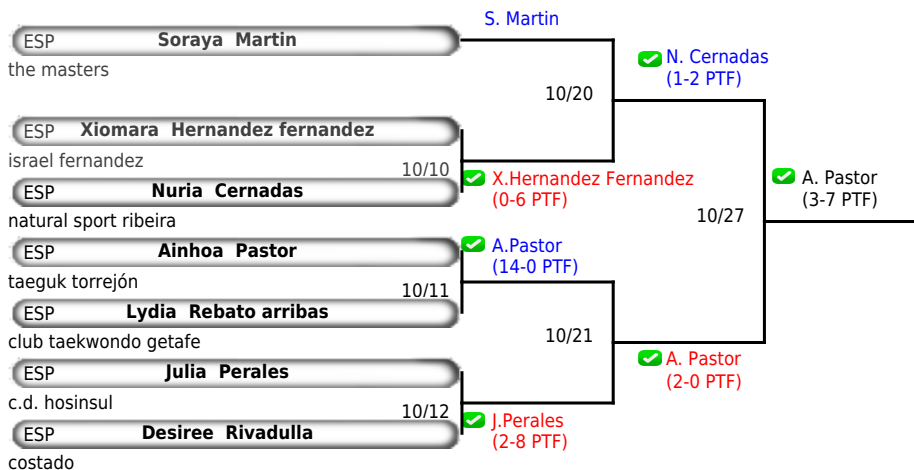 S. Martin
ESP Soraya Martin
the masters
N. Cernadas
(1-2 PTF)
10/20
ESP Xiomara Hernandez fernandez
israel fernandez
10/10
X.Hernandez Fernandez
(0-6 PTF)
A. Pastor
(3-7 PTF)
ESP Nuria Cernadas
natural sport ribeira
10/27
ESP Ainhoa Pastor
A.Pastor
(14-0 PTF)
taeguk torrejón
10/11
ESP Lydia Rebato arribas
club taekwondo getafe
10/21
A. Pastor
(2-0 PTF)
ESP Julia Perales
c.d. hosinsul
10/12
J.Perales
(2-8 PTF)
ESP Desiree Rivadulla
costado